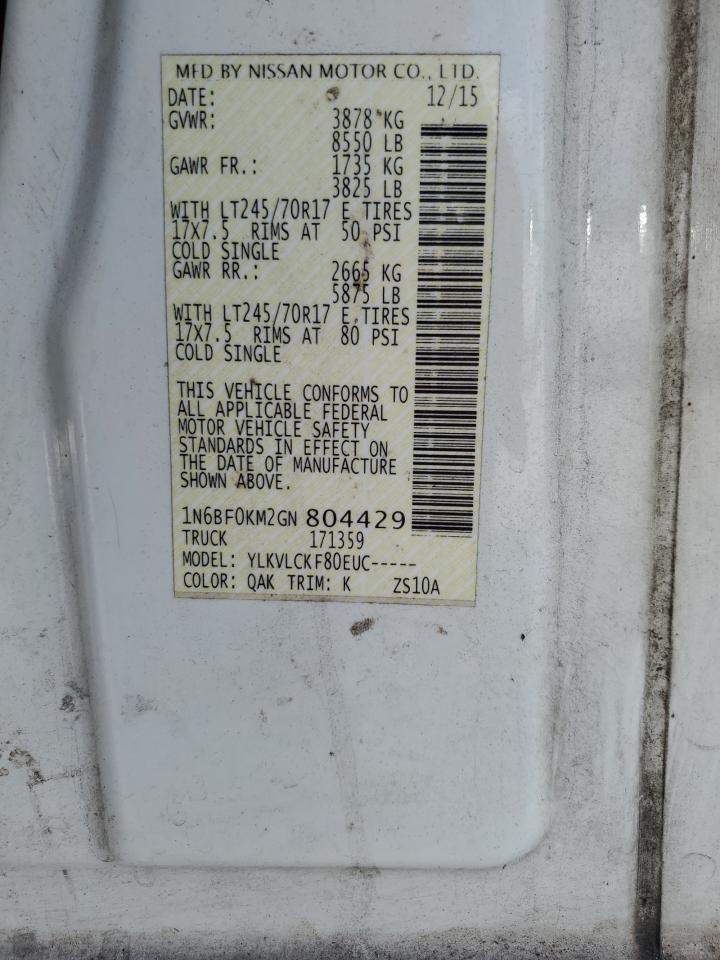 MFD BY NISSAN MOTOR CO., LTD.
DATE: 12/15
GVWR: 3878 KG
8550 LB
GAWR FR.: 1735 KG
3825 LB
WITH LT245/70R17 E TIRES
17X7.5 RIMS AT 50 PSI
COLD SINGLE
GAWR RR.: 2665 KG
5875 LB
WITH LT245/70R17 E TIRES
17X7.5 RIMS AT 80 PSI
COLD SINGLE
THIS VEHICLE CONFORMS TO
ALL APPLICABLE FEDERAL
MOTOR VEHICLE SAFETY
STANDARDS IN EFFECT ON
THE DATE OF MANUFACTURE
SHOWN ABOVE.
1N6BF0KM2GN 804429
TRUCK 171359
MODEL: YLKVLCKF80EUC-----
COLOR: QAK TRIM: K ZS10A